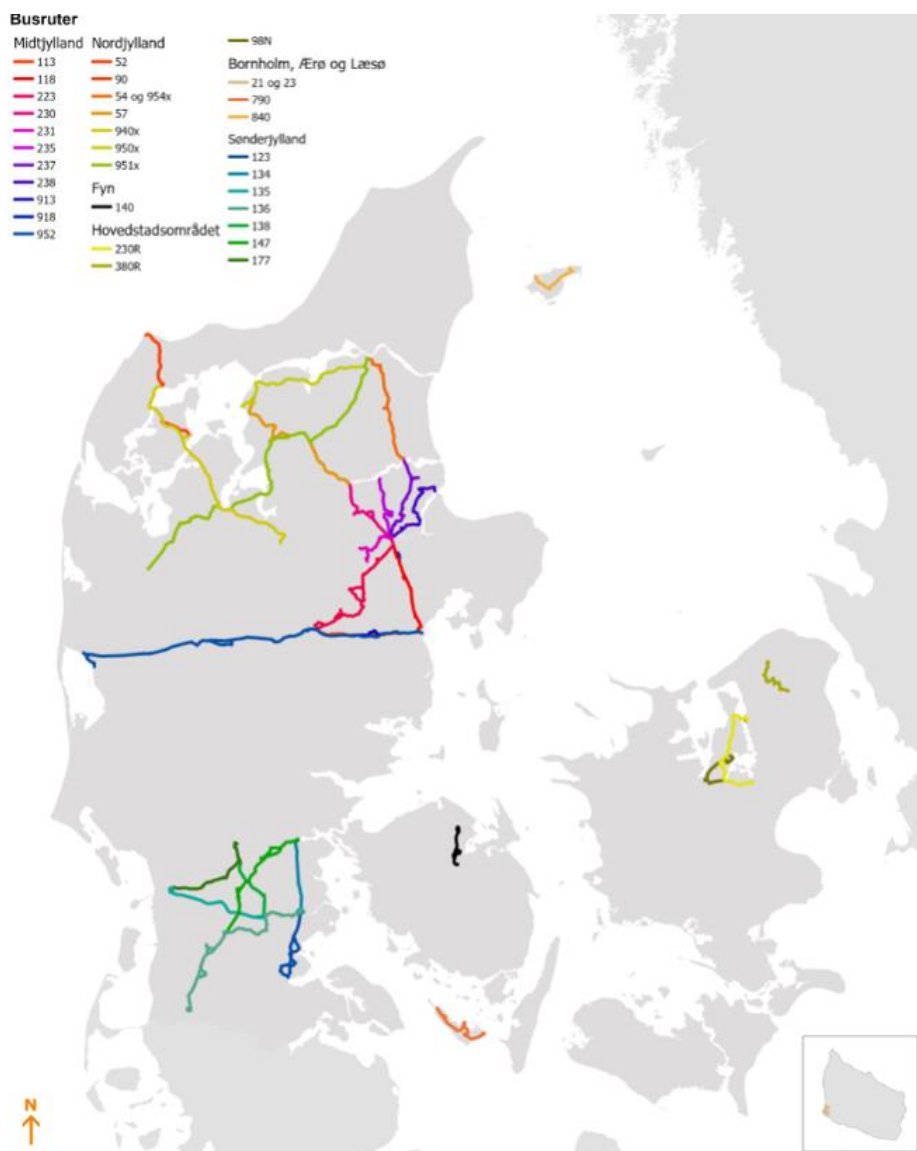 Busruter
Midtjylland
113
118
223
230
231
235
237
238
913
918
952
Nordjylland
52
90
54 og 954x
57
940x
950x
951x
Fyn
140
Hovedstadsområdet
230R
380R
98N
Bornholm, Ærø og Læsø
21 og 23
790
840
Sønderjylland
123
134
135
136
138
147
177
N